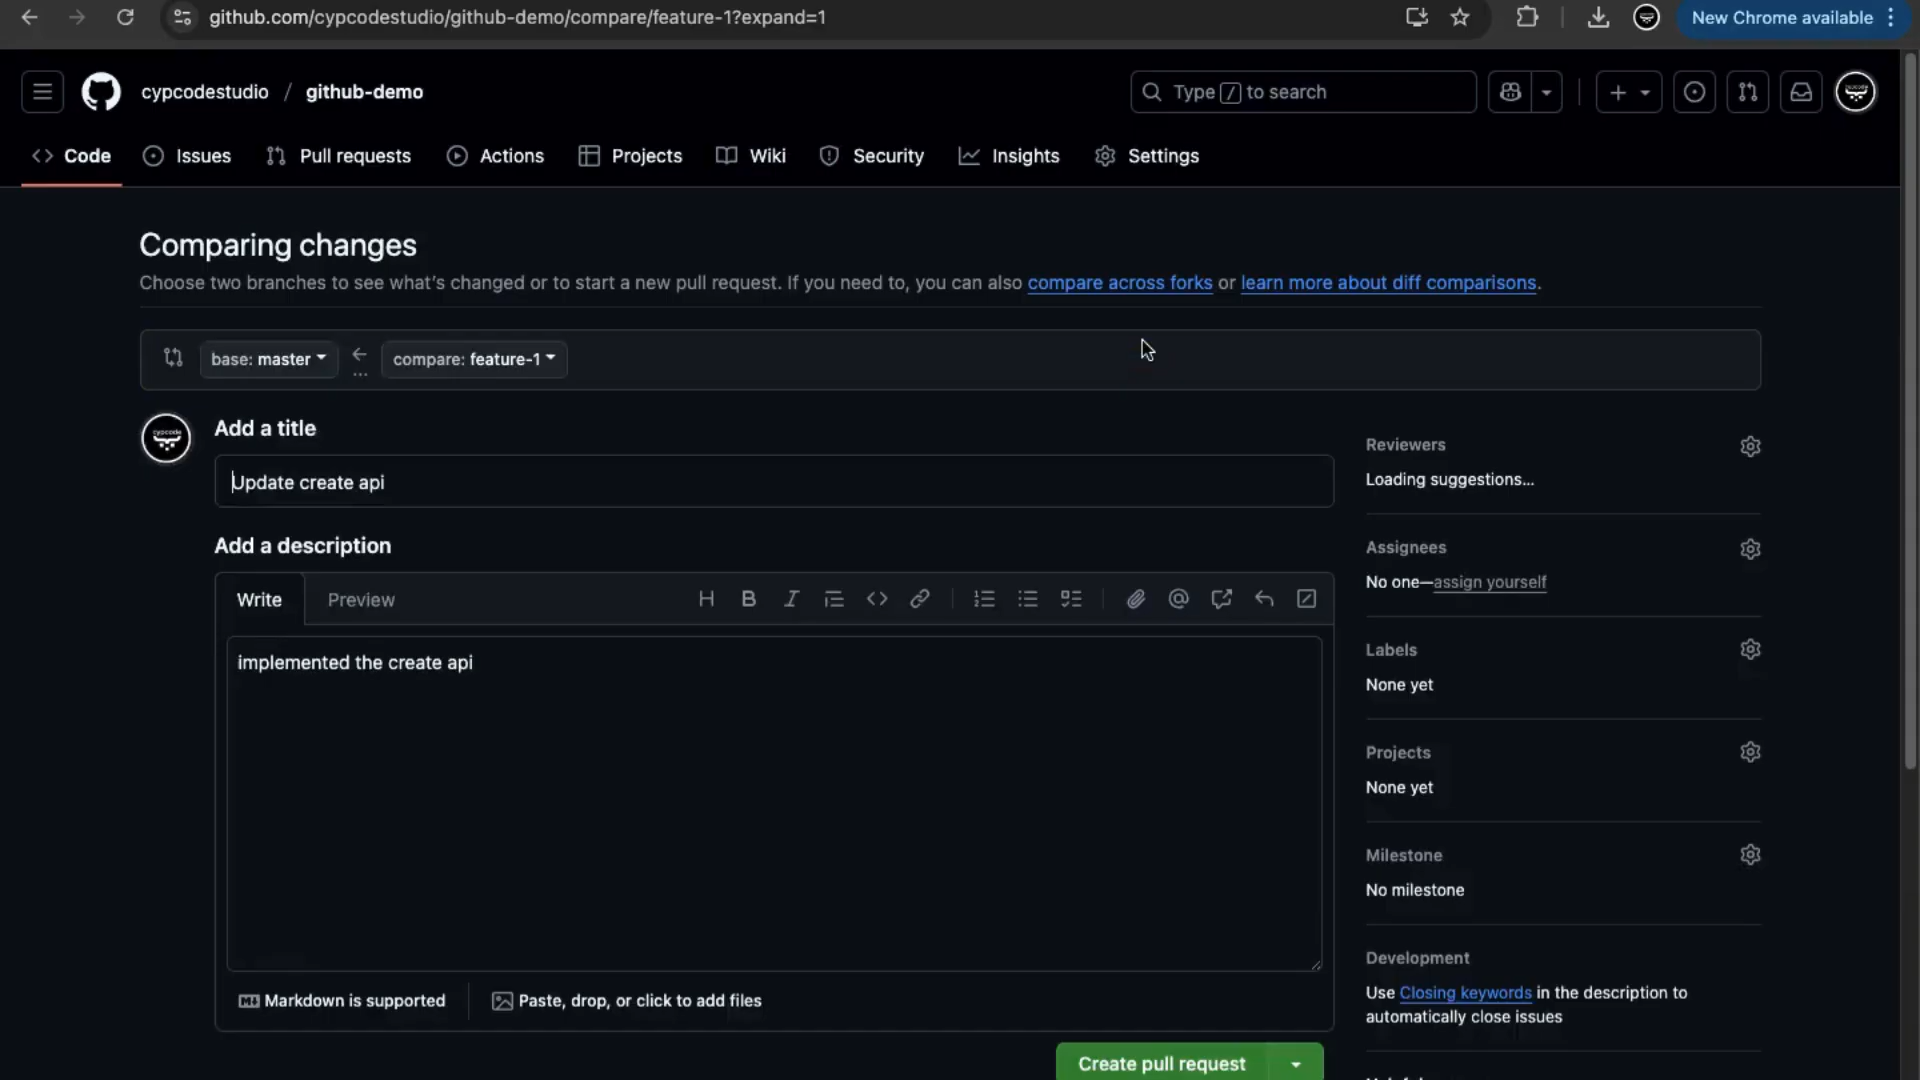 github.com/cypcodestudio/github-demo/compare/feature-1?expand=1
New Chrome available
cypcodestudio / github-demo
Type / to search
Code
Issues
Pull requests
Actions
Projects
Wiki
Security
Insights
Settings
Comparing changes
Choose two branches to see what's changed or to start a new pull request. If you need to, you can also compare across forks or learn more about diff comparisons.
base: master
...
compare: feature-1
Add a title
Update create api
Add a description
Write
Preview
implemented the create api
Markdown is supported
Paste, drop, or click to add files
Create pull request
Reviewers
Loading suggestions...
Assignees
No one—assign yourself
Labels
None yet
Projects
None yet
Milestone
No milestone
Development
Use Closing keywords in the description to
automatically close issues